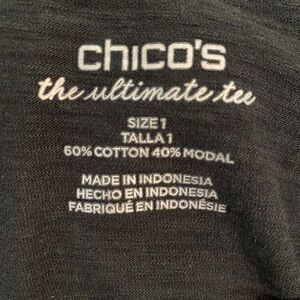 chico's
the ultimate tee
SIZE 1
TALLA 1
60% COTTON 40% MODAL
MADE IN INDONESIA
HECHO EN INDONESIA
FABRIQUÉ EN INDONÉSIE